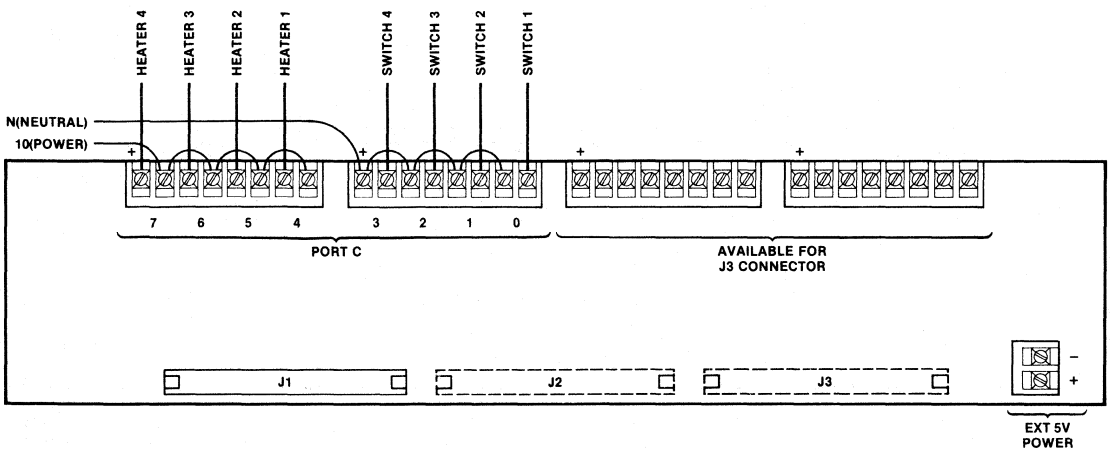 HEATER 4
HEATER 3
HEATER 2
HEATER 1
SWITCH 4
SWITCH 3
SWITCH 2
SWITCH 1
N(NEUTRAL)
10(POWER)
+ + + +
7 6 5 4 3 2 1 0
PORT C
AVAILABLE FOR
J3 CONNECTOR
J1 J2 J3
−
+
EXT 5V
POWER